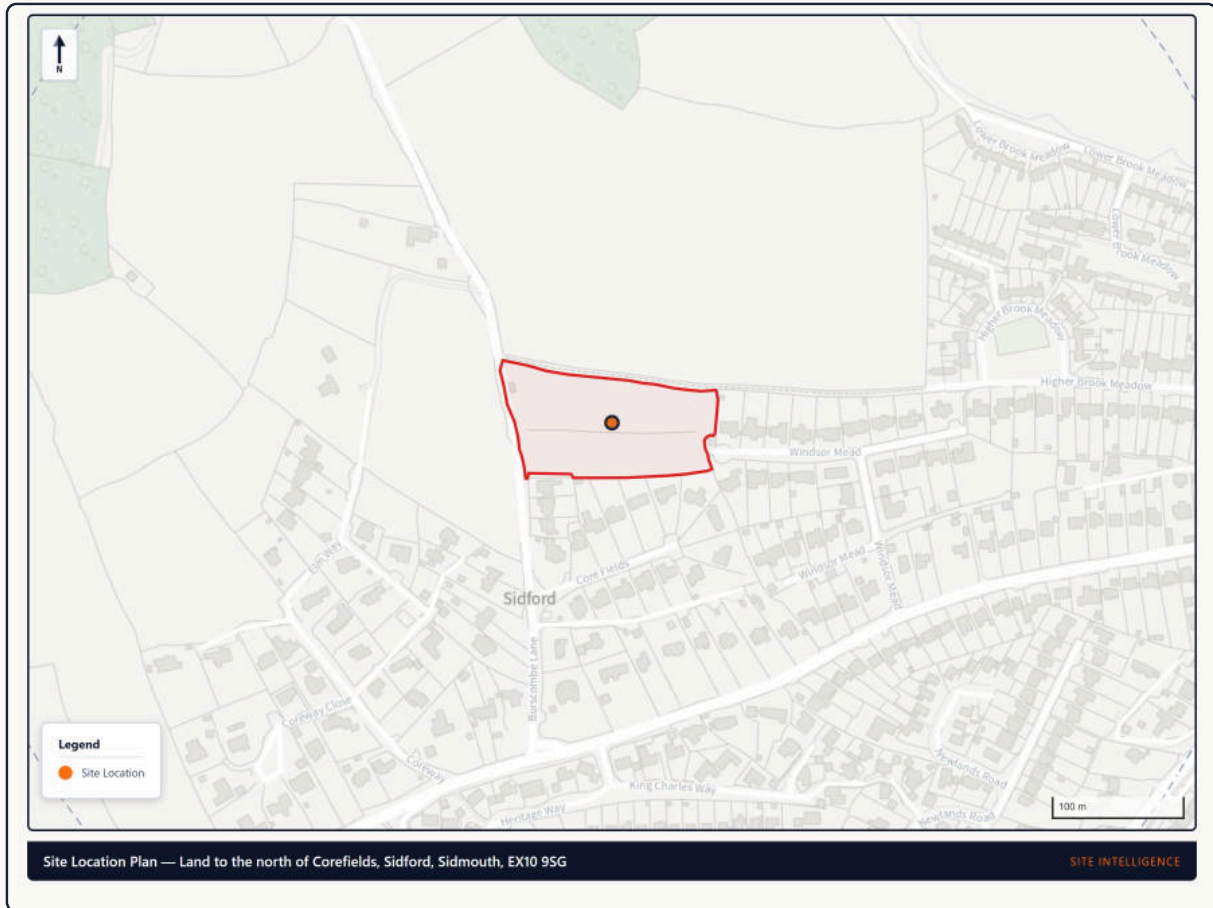 N
Lower Brook Meadow
Lower Brook Meadow
Lower Brook Meadow
Higher Brook Meadow
Higher Brook Meadow
Windsor Mead
Core Fields
Windsor Mead
Windsor Mead
Elm Way
Sidford
Burscombe Lane
Coreway Close
Coreway
King Charles Way
Heritage Way
Newlands Road
Newlands Road
Legend
Site Location
100 m
Site Location Plan — Land to the north of Corefields, Sidford, Sidmouth, EX10 9SG
SITE INTELLIGENCE